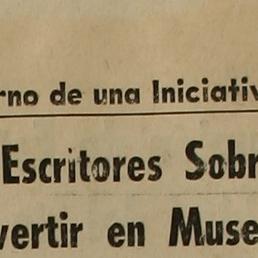 rno de una Iniciativ
Escritores Sobr
vertir en Muse